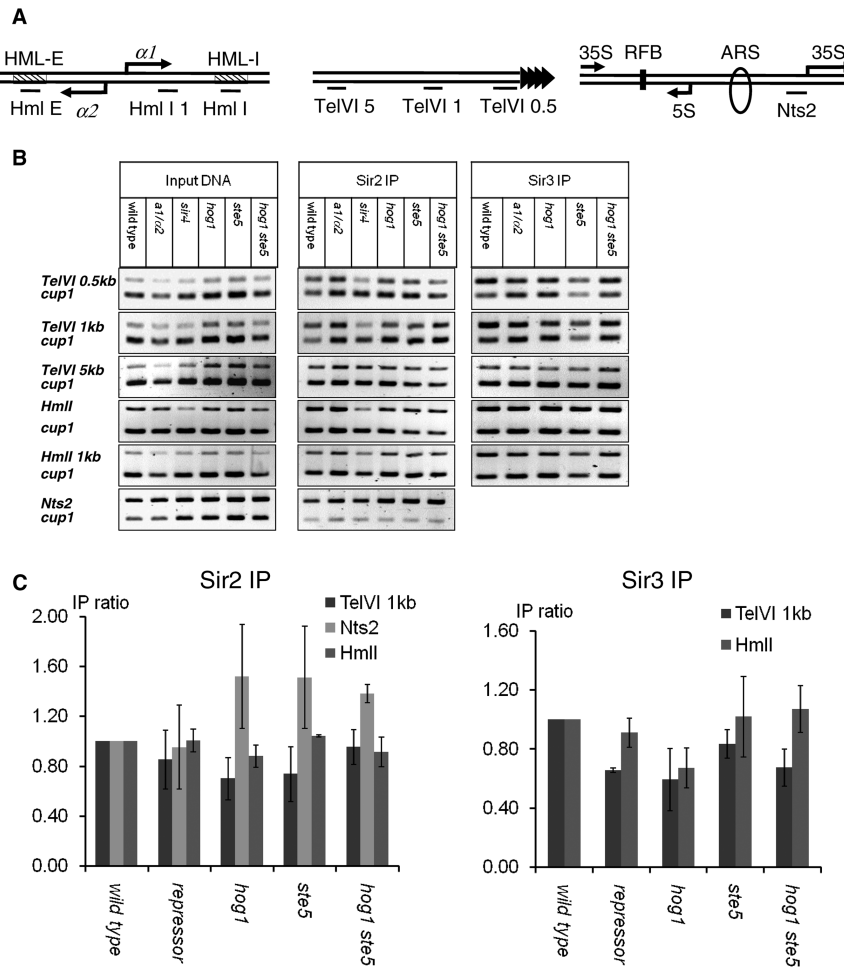 A
HML-E α1 HML-I
Hml E α2 Hml I 1 Hml I
TelVI 5 TelVI 1 TelVI 0.5
35S RFB ARS 35S
5S Nts2
B
Input DNA Sir2 IP Sir3 IP
wild type a1/α2 sir4 hog1 ste5 hog1 ste5
wild type a1/α2 sir4 hog1 ste5 hog1 ste5
wild type a1/α2 hog1 ste5 hog1 ste5
TelVI 0.5kb
cup1
TelVI 1kb
cup1
TelVI 5kb
cup1
HmlI
cup1
HmlI 1kb
cup1
Nts2
cup1
C
Sir2 IP
IP ratio
TelVI 1kb
Nts2
HmlI
2.00
1.60
1.20
0.80
0.40
0.00
wild type repressor hog1 ste5 hog1 ste5
Sir3 IP
IP ratio
TelVI 1kb
HmlI
1.60
1.20
0.80
0.40
0.00
wild type repressor hog1 ste5 hog1 ste5